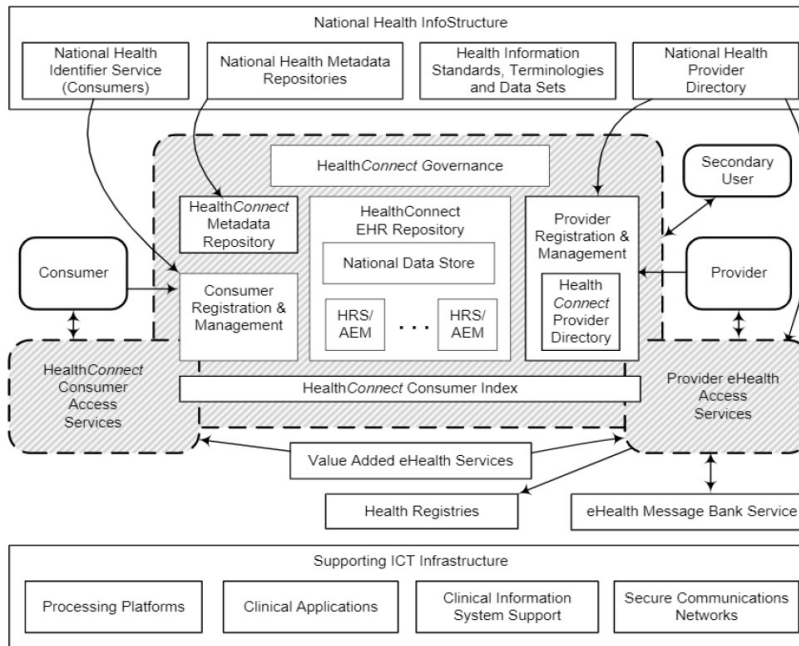 National Health InfoStructure
National Health
Identifier Service
(Consumers)
National Health Metadata
Repositories
Health Information
Standards, Terminologies
and Data Sets
National Health
Provider
Directory
HealthConnect Governance
Secondary
User
HealthConnect
Metadata
Repository
HealthConnect
EHR Repository
National Data Store
HRS/
AEM
. . .
HRS/
AEM
Provider
Registration &
Management
Health
Connect
Provider
Directory
Consumer
Provider
Consumer
Registration &
Management
HealthConnect
Consumer
Access
Services
HealthConnect Consumer Index
Provider eHealth
Access
Services
Value Added eHealth Services
Health Registries
eHealth Message Bank Service
Supporting ICT Infrastructure
Processing Platforms
Clinical Applications
Clinical Information
System Support
Secure Communications
Networks